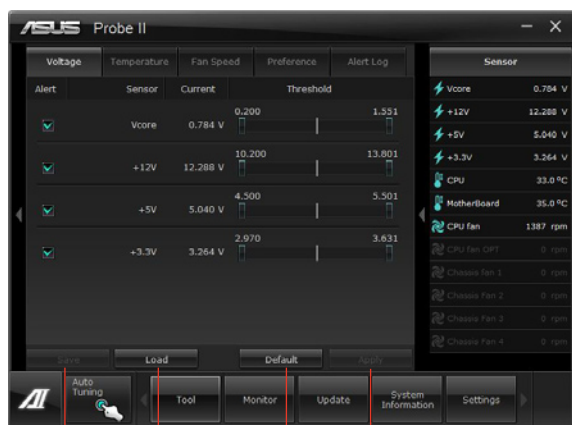 ASUS Probe II
Voltage Temperature Fan Speed Preference Alert Log
Alert Sensor Current Threshold
Vcore 0.784 V 0.200 1.551
+12V 12.288 V 10.200 13.801
+5V 5.040 V 4.500 5.501
+3.3V 3.264 V 2.970 3.631
Save Load Default Apply
Sensor
Vcore 0.784 V
+12V 12.288 V
+5V 5.040 V
+3.3V 3.264 V
CPU 33.0 ºC
MotherBoard 35.0 ºC
CPU fan 1387 rpm
CPU fan OPT 0 rpm
Chassis fan 1 0 rpm
Chassis Fan 2 0 rpm
Chassis Fan 3 0 rpm
Chassis Fan 4 0 rpm
AII
Auto
Tuning
Tool Monitor Update System
Information Settings